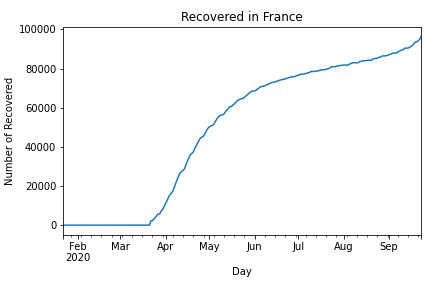 Recovered in France
100000
80000
60000
40000
20000
0
Number of Recovered
Feb Mar Apr May Jun Jul Aug Sep
2020
Day